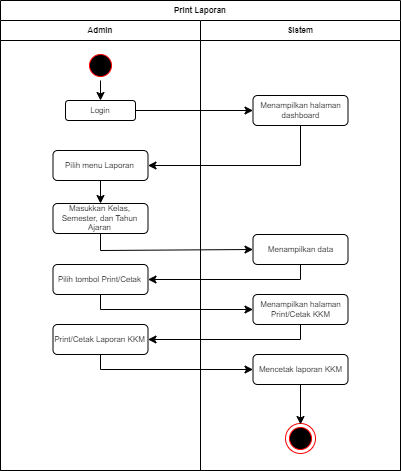 Print Laporan
Admin
Sistem
Login
Menampilkan halaman
dashboard
Pilih menu Laporan
Masukkan Kelas,
Semester, dan Tahun
Ajaran
Menampilkan data
Pilih tombol Print/Cetak
Menampilkan halaman
Print/Cetak KKM
Print/Cetak Laporan KKM
Mencetak laporan KKM